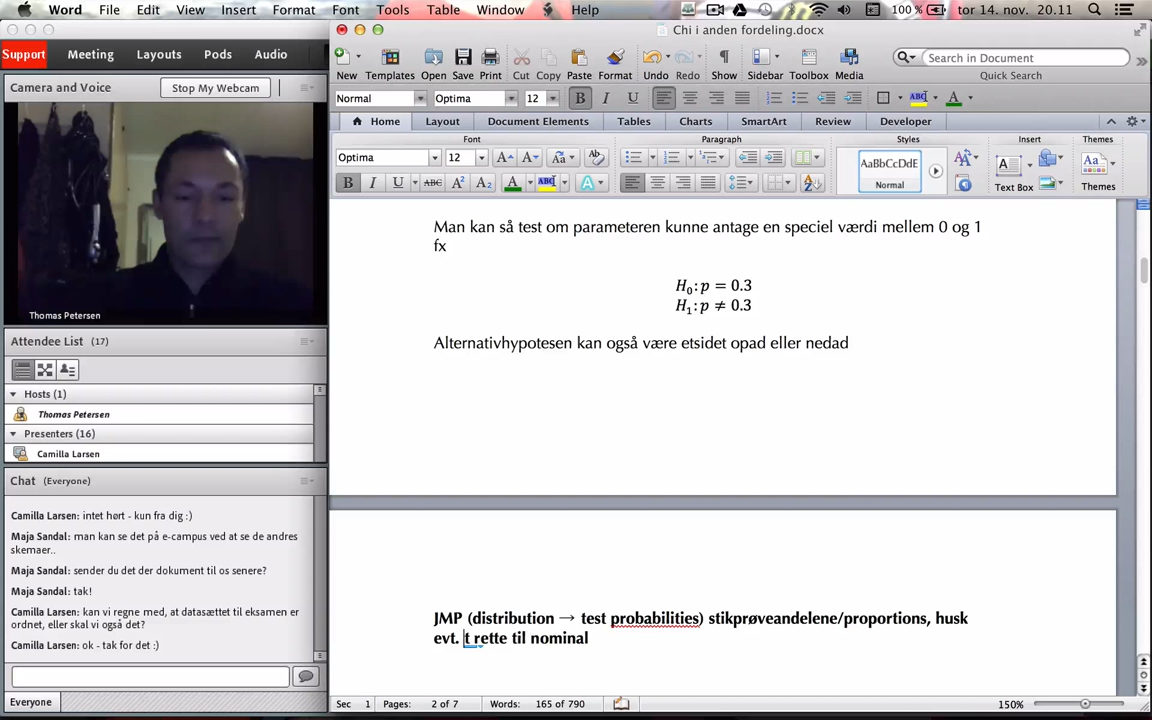 Word File Edit View Insert Format Font Tools Table Window Help 100 % tor 14. nov. 20.11
Support Meeting Layouts Pods Audio
Camera and Voice Stop My Webcam
Thomas Petersen
Attendee List (17)
Hosts (1)
Thomas Petersen
Presenters (16)
Camilla Larsen
Chat (Everyone)
Camilla Larsen: intet hørt - kun fra dig :)
Maja Sandal: man kan se det på e-campus ved at se de andres
skemaer..
Maja Sandal: sender du det der dokument til os senere?
Maja Sandal: tak!
Camilla Larsen: kan vi regne med, at datasættet til eksamen er
ordnet, eller skal vi også det?
Camilla Larsen: ok - tak for det :)
Everyone
Chi i anden fordeling.docx
New Templates Open Save Print Cut Copy Paste Format Undo Redo Show Sidebar Toolbox Media
Search in Document
Quick Search
Normal Optima 12 B I U ABC A
Home Layout Document Elements Tables Charts SmartArt Review Developer
Font Paragraph Styles Insert Themes
Optima 12 A A Aa
AaBbCcDdE
Normal
B I U ABC A² A₂ A ABC A
Text Box Themes
Man kan så test om parameteren kunne antage en speciel værdi mellem 0 og 1
fx
H₀: p = 0.3
H₁: p ≠ 0.3
Alternativhypotesen kan også være etsidet opad eller nedad
JMP (distribution → test probabilities) stikprøveandelene/proportions, husk
evt. t rette til nominal
Sec 1 Pages: 2 of 7 Words: 165 of 790 150%